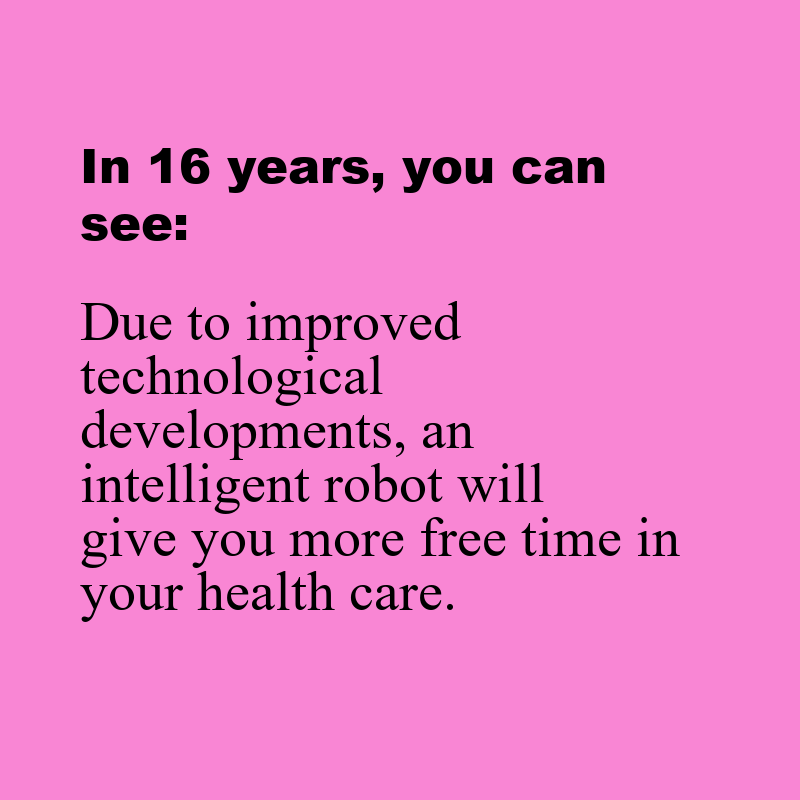 In 16 years, you can
see:
Due to improved
technological
developments, an
intelligent robot will
give you more free time in
your health care.